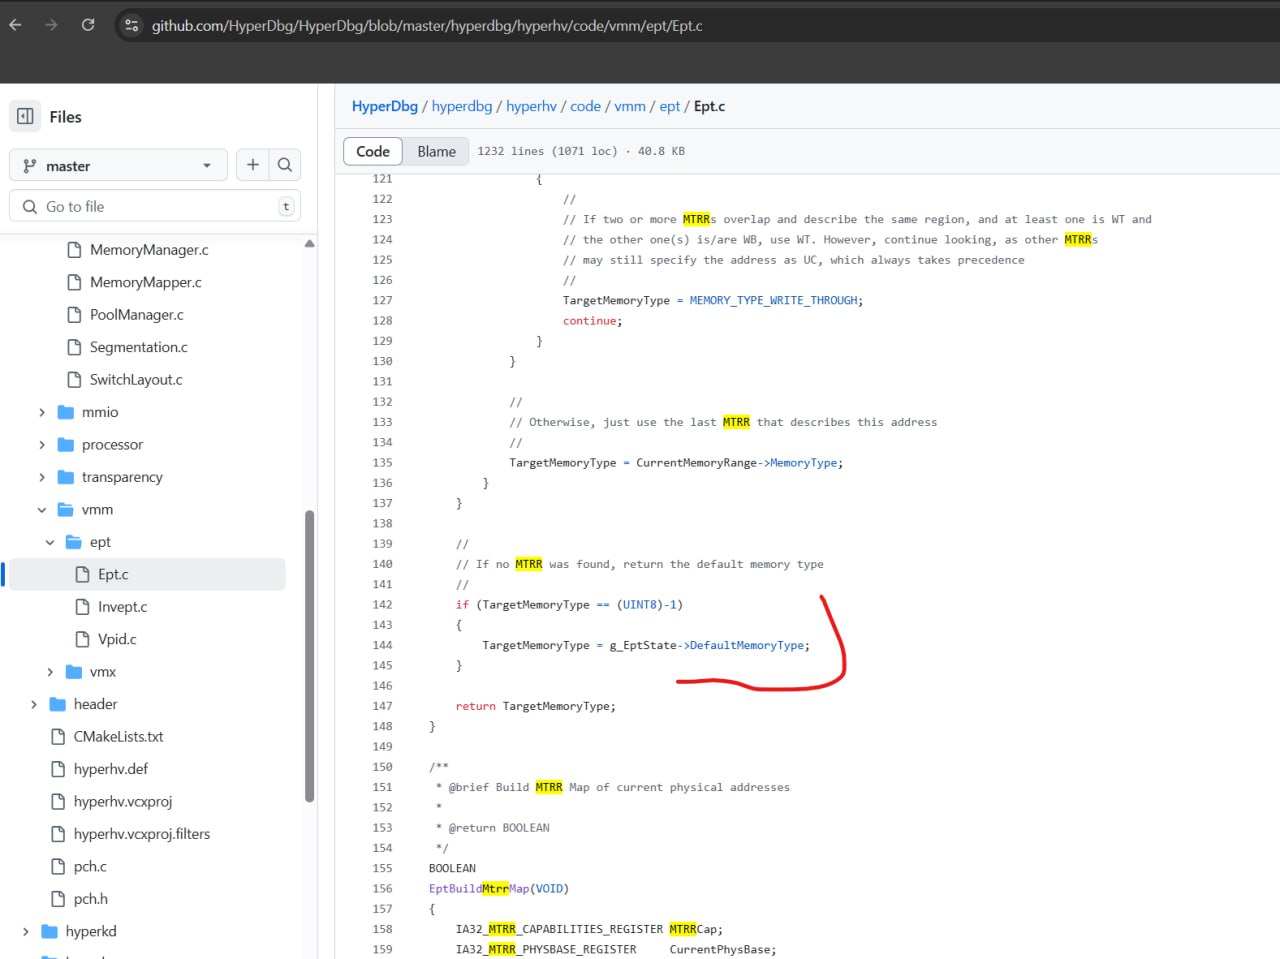 github.com/HyperDbg/HyperDbg/blob/master/hyperdbg/hyperhv/code/vmm/ept/Ept.c
Files
master
Go to file
t
MemoryManager.c
MemoryMapper.c
PoolManager.c
Segmentation.c
SwitchLayout.c
mmio
processor
transparency
vmm
ept
Ept.c
Invept.c
Vpid.c
vmx
header
CMakeLists.txt
hyperhv.def
hyperhv.vcxproj
hyperhv.vcxproj.filters
pch.c
pch.h
hyperkd
HyperDbg / hyperdbg / hyperhv / code / vmm / ept / Ept.c
Code Blame 1232 lines (1071 loc) · 40.8 KB
121 {
122 //
123 // If two or more MTRRs overlap and describe the same region, and at least one is WT and
124 // the other one(s) is/are WB, use WT. However, continue looking, as other MTRRs
125 // may still specify the address as UC, which always takes precedence
126 //
127 TargetMemoryType = MEMORY_TYPE_WRITE_THROUGH;
128 continue;
129 }
130 }
131
132 //
133 // Otherwise, just use the last MTRR that describes this address
134 //
135 TargetMemoryType = CurrentMemoryRange->MemoryType;
136 }
137 }
138
139 //
140 // If no MTRR was found, return the default memory type
141 //
142 if (TargetMemoryType == (UINT8)-1)
143 {
144 TargetMemoryType = g_EptState->DefaultMemoryType;
145 }
146
147 return TargetMemoryType;
148 }
149
150 /**
151 * @brief Build MTRR Map of current physical addresses
152 *
153 * @return BOOLEAN
154 */
155 BOOLEAN
156 EptBuildMtrrMap(VOID)
157 {
158 IA32_MTRR_CAPABILITIES_REGISTER MTRRCap;
159 IA32_MTRR_PHYSBASE_REGISTER CurrentPhysBase;